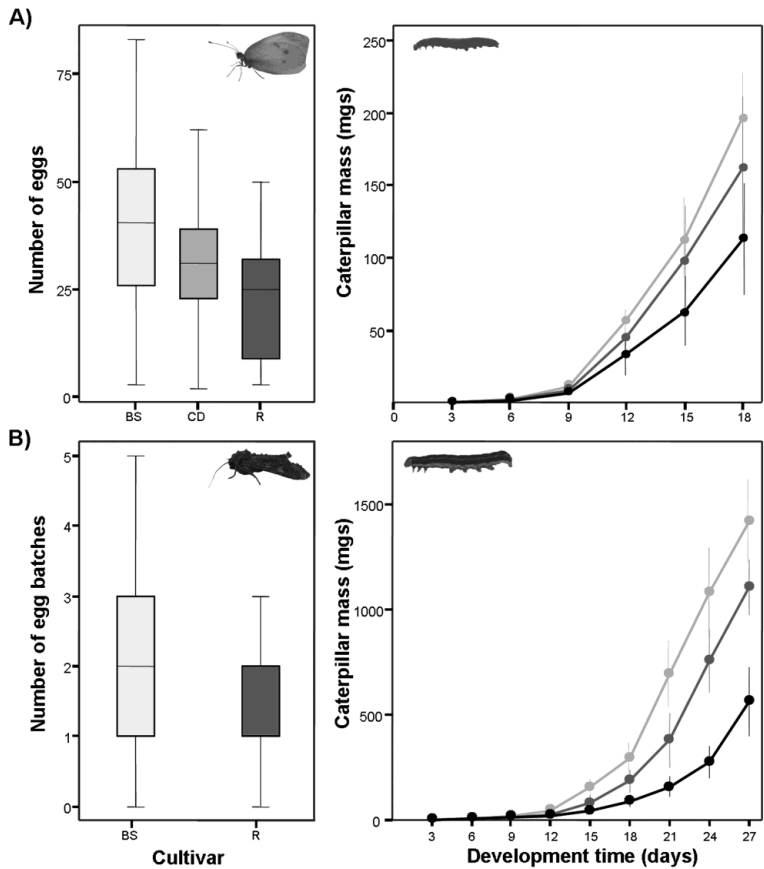 A)
Number of eggs
75
50
25
0
BS CD R
Caterpillar mass (mgs)
250
200
150
100
50
0 3 6 9 12 15 18
B)
Number of egg batches
5
4
3
2
1
0
BS R
Cultivar
Caterpillar mass (mgs)
1500
1000
500
0
3 6 9 12 15 18 21 24 27
Development time (days)